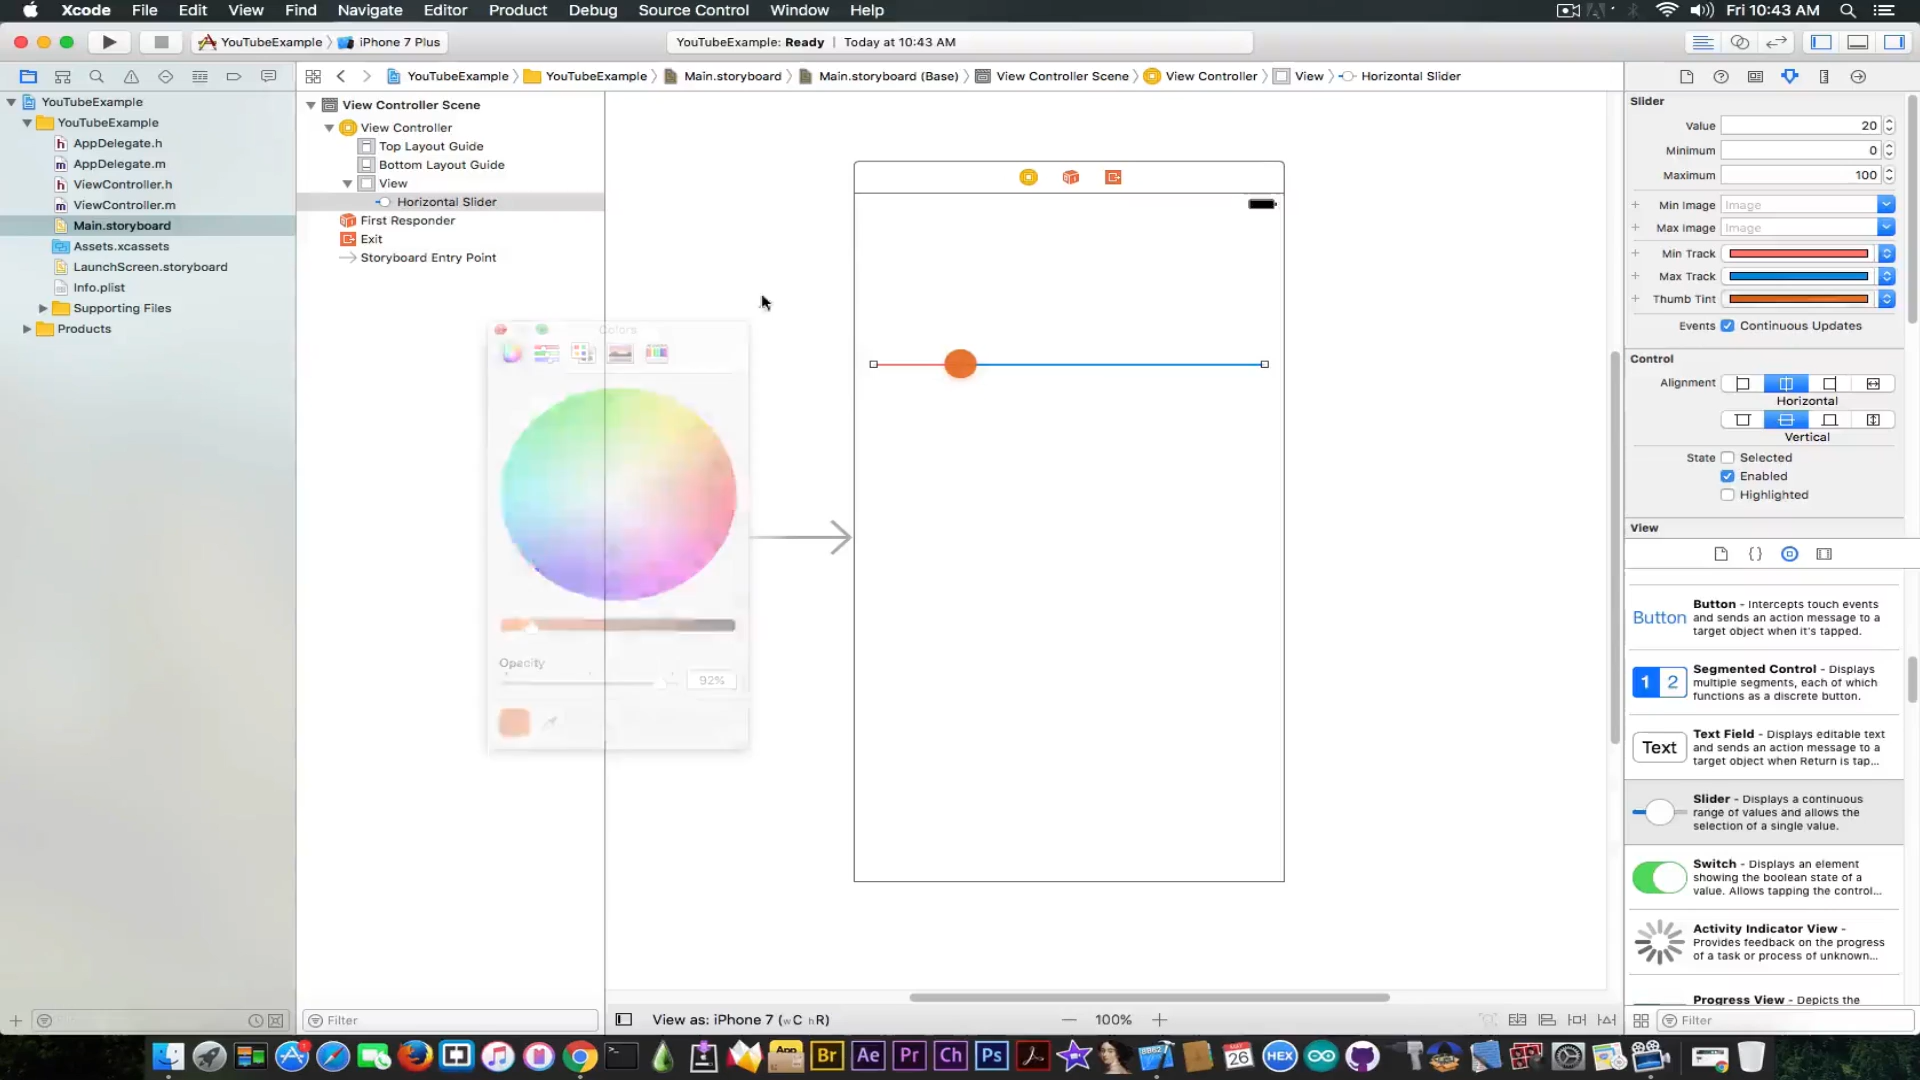 Xcode File Edit View Find Navigate Editor Product Debug Source Control Window Help Fri 10:43 AM
YouTubeExample iPhone 7 Plus YouTubeExample: Ready Today at 10:43 AM
YouTubeExample YouTubeExample Main.storyboard Main.storyboard (Base) View Controller Scene View Controller View Horizontal Slider
YouTubeExample
YouTubeExample
AppDelegate.h
AppDelegate.m
ViewController.h
ViewController.m
Main.storyboard
Assets.xcassets
LaunchScreen.storyboard
Info.plist
Supporting Files
Products
View Controller Scene
View Controller
Top Layout Guide
Bottom Layout Guide
View
Horizontal Slider
First Responder
Exit
Storyboard Entry Point
Colors
Opacity
92%
Slider
Value 20
Minimum 0
Maximum 100
Min Image Image
Max Image Image
Min Track
Max Track
Thumb Tint
Events Continuous Updates
Control
Alignment
Horizontal
Vertical
State Selected
Enabled
Highlighted
View
Button Button - Intercepts touch events
and sends an action message to a
target object when it's tapped.
1 2 Segmented Control - Displays
multiple segments, each of which
functions as a discrete button.
Text Text Field - Displays editable text
and sends an action message to a
target object when Return is tap...
Slider - Displays a continuous
range of values and allows the
selection of a single value.
Switch - Displays an element
showing the boolean state of a
value. Allows tapping the control...
Activity Indicator View -
Provides feedback on the progress
of a task or process of unknown...
Progress View - Depicts the
Filter
View as: iPhone 7 (wC hR) 100%
Filter
App Br Ae Pr Ch Ps 26 HEX